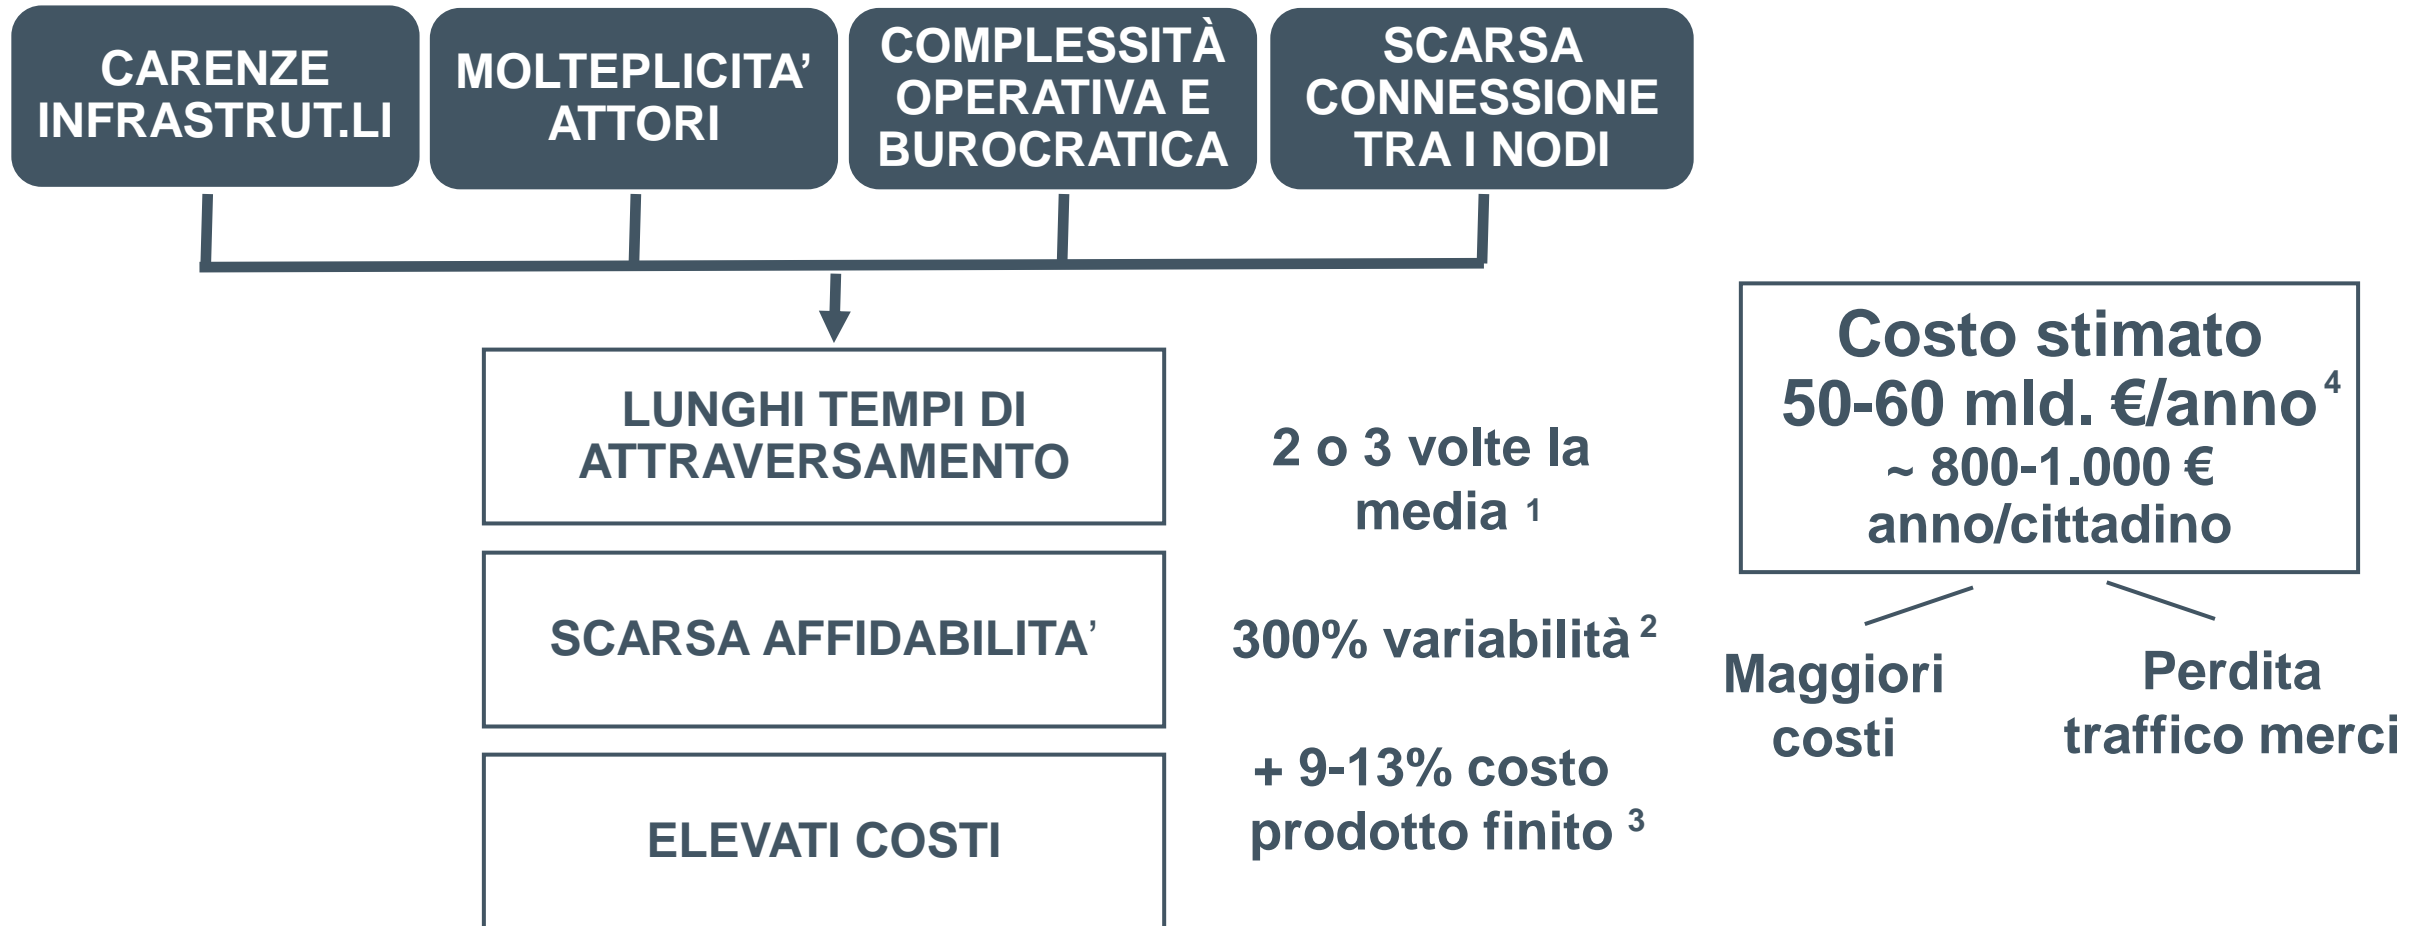 CARENZE
INFRASTRUT.LI
MOLTEPLICITA’
ATTORI
COMPLESSITÀ
OPERATIVA E
BUROCRATICA
SCARSA
CONNESSIONE
TRA I NODI
LUNGHI TEMPI DI
ATTRAVERSAMENTO
2 o 3 volte la
media 1
SCARSA AFFIDABILITA’
300% variabilità 2
ELEVATI COSTI
+ 9-13% costo
prodotto finito 3
Costo stimato
50-60 mld. €/anno 4
~ 800-1.000 €
anno/cittadino
Maggiori
costi
Perdita
traffico merci